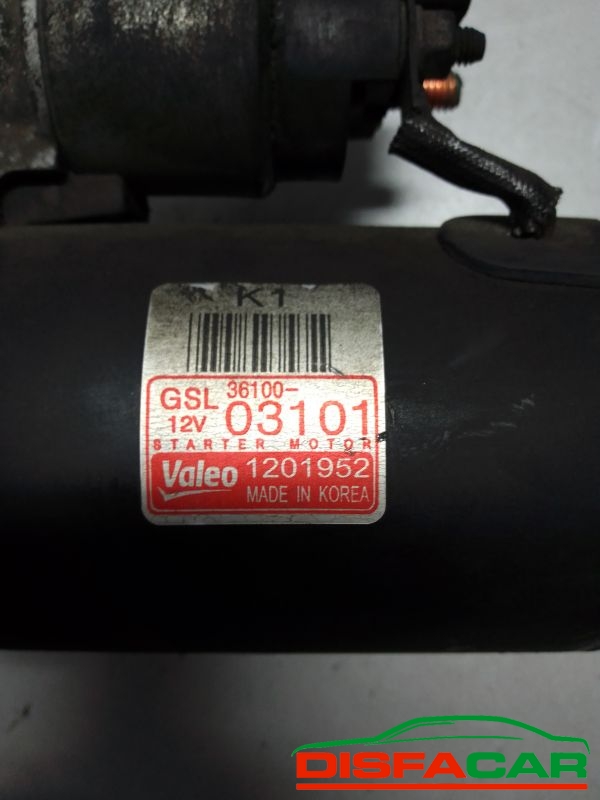 K1
GSL 36100-
12V 03101
STARTER MOTOR
Valeo 1201952
MADE IN KOREA
DISFACAR